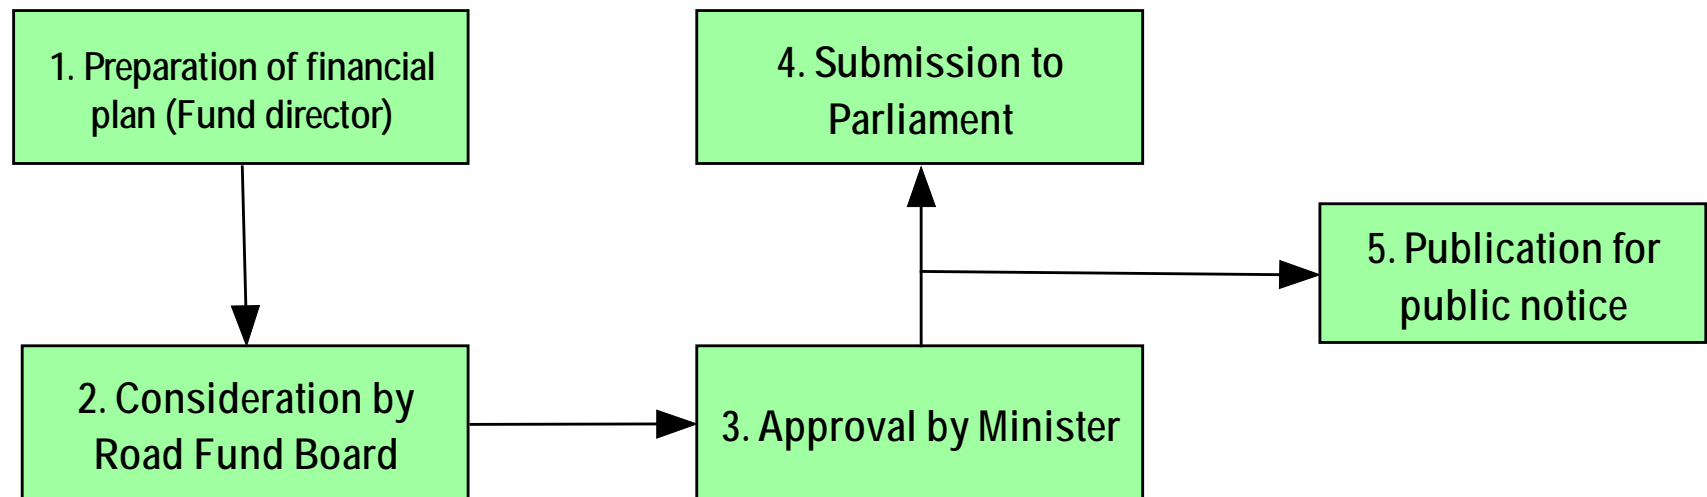 1. Preparation of financial
plan (Fund director)
2. Consideration by
Road Fund Board
3. Approval by Minister
4. Submission to
Parliament
5. Publication for
public notice